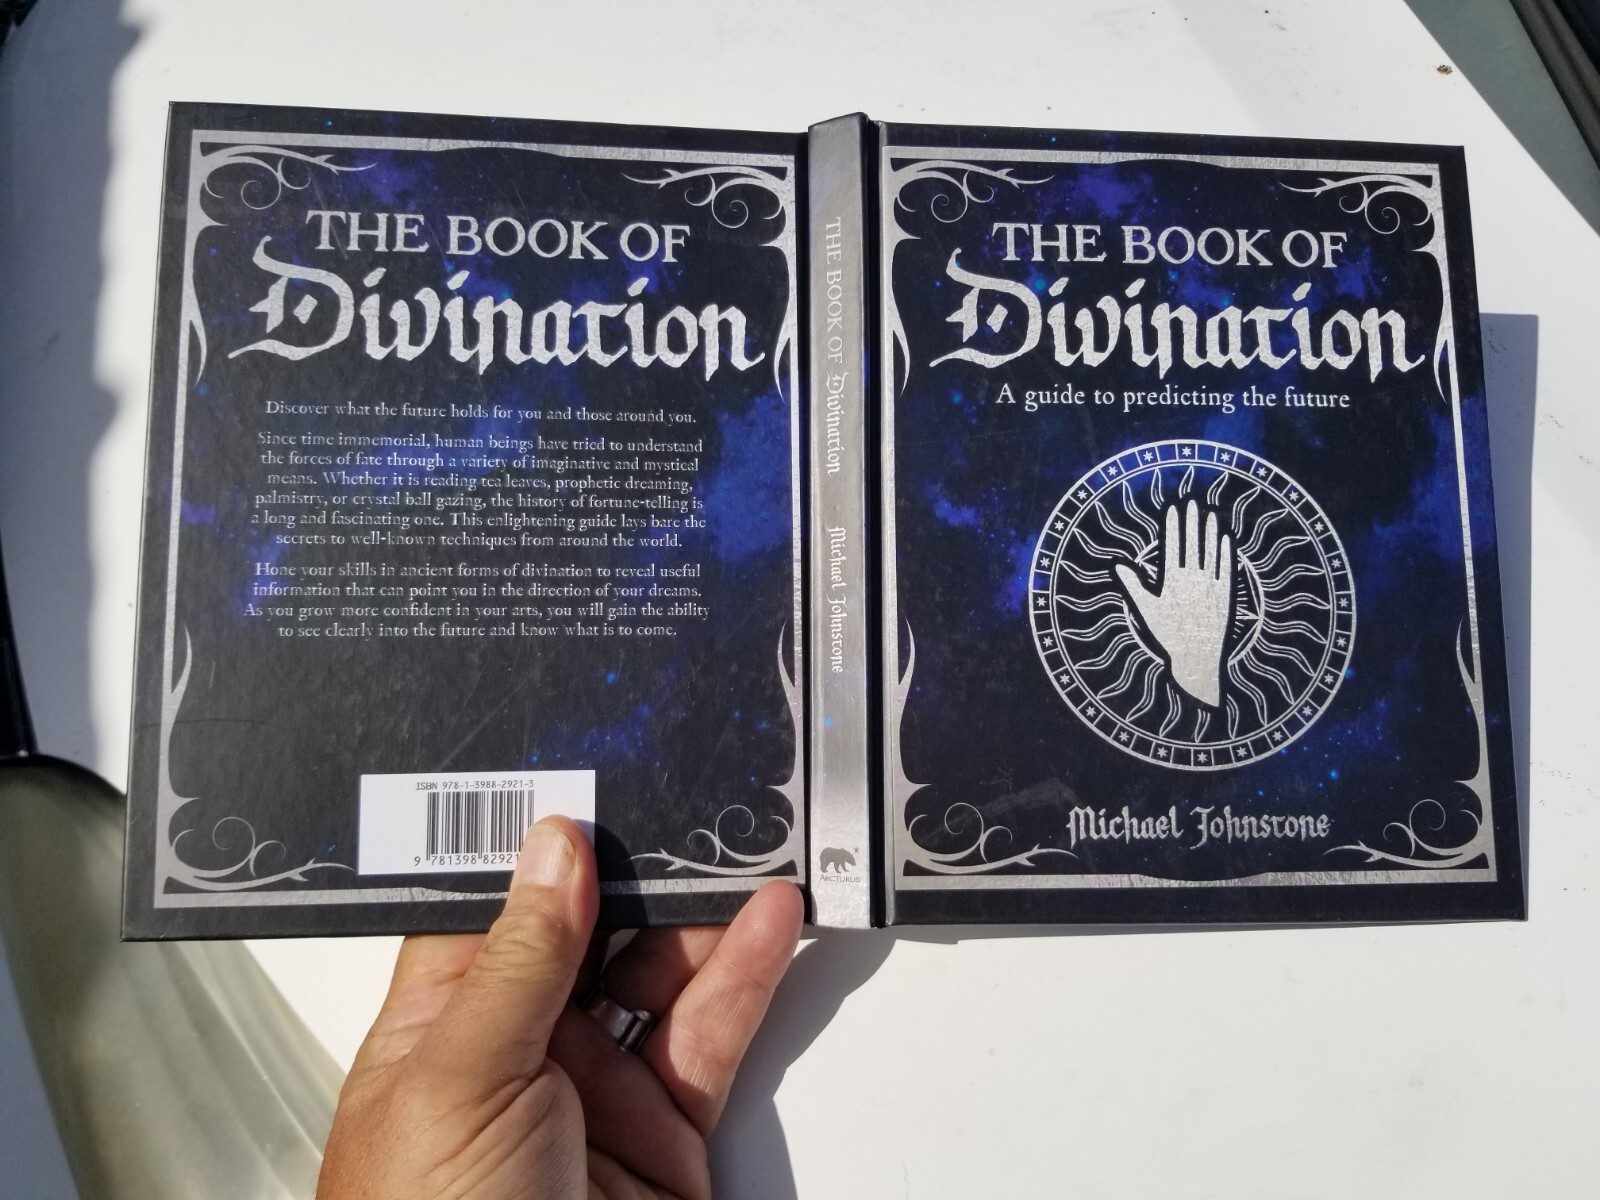 THE BOOK OF
Divination
Discover what the future holds for you and those around you.
Since time immemorial, human beings have tried to understand
the forces of fate through a variety of imaginative and mystical
means. Whether it is reading tea leaves, prophetic dreaming,
palmistry, or crystal ball gazing, the history of fortune-telling is
a long and fascinating one. This enlightening guide lays bare the
secrets to well-known techniques from around the world.
Hone your skills in ancient forms of divination to reveal useful
information that can point you in the direction of your dreams.
As you grow more confident in your arts, you will gain the ability
to see clearly into the future and know what is to come.
ISBN 978-1-3988-2921-3
9 781398 82921
THE BOOK OF Divination Michael Johnstone
ARCTURUS
THE BOOK OF
Divination
A guide to predicting the future
Michael Johnstone